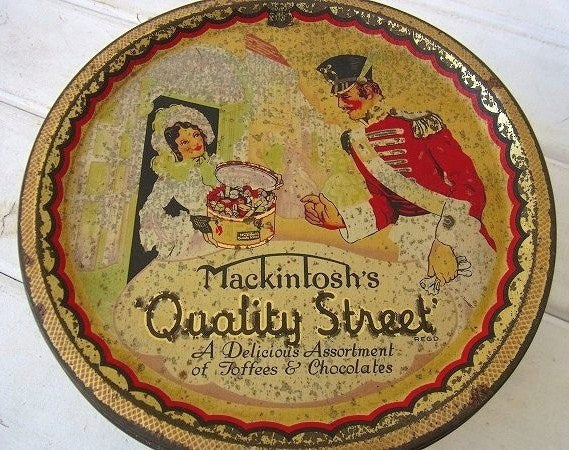 Mackintosh's
"Quality Street"
REGD
A Delicious Assortment
of Toffees & Chocolates